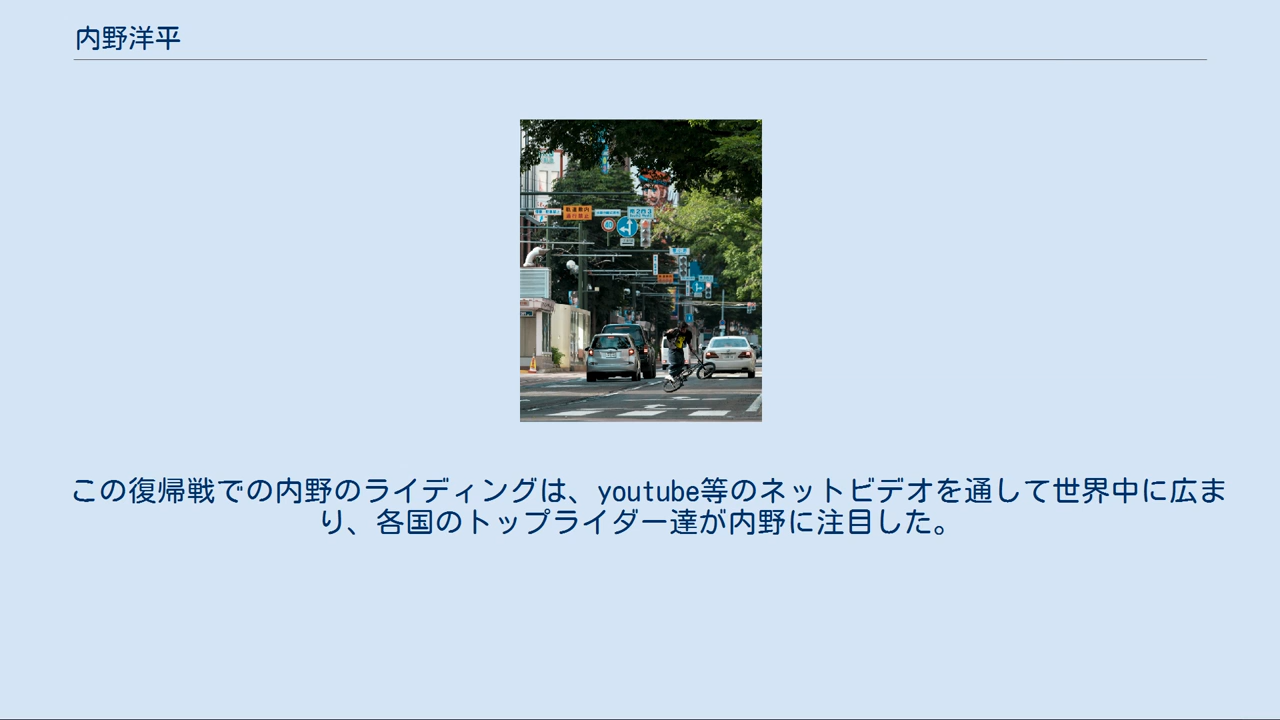 内野洋平
この復帰戦での内野のライディングは、youtube等のネットビデオを通して世界中に広ま
り、各国のトップライダー達が内野に注目した。